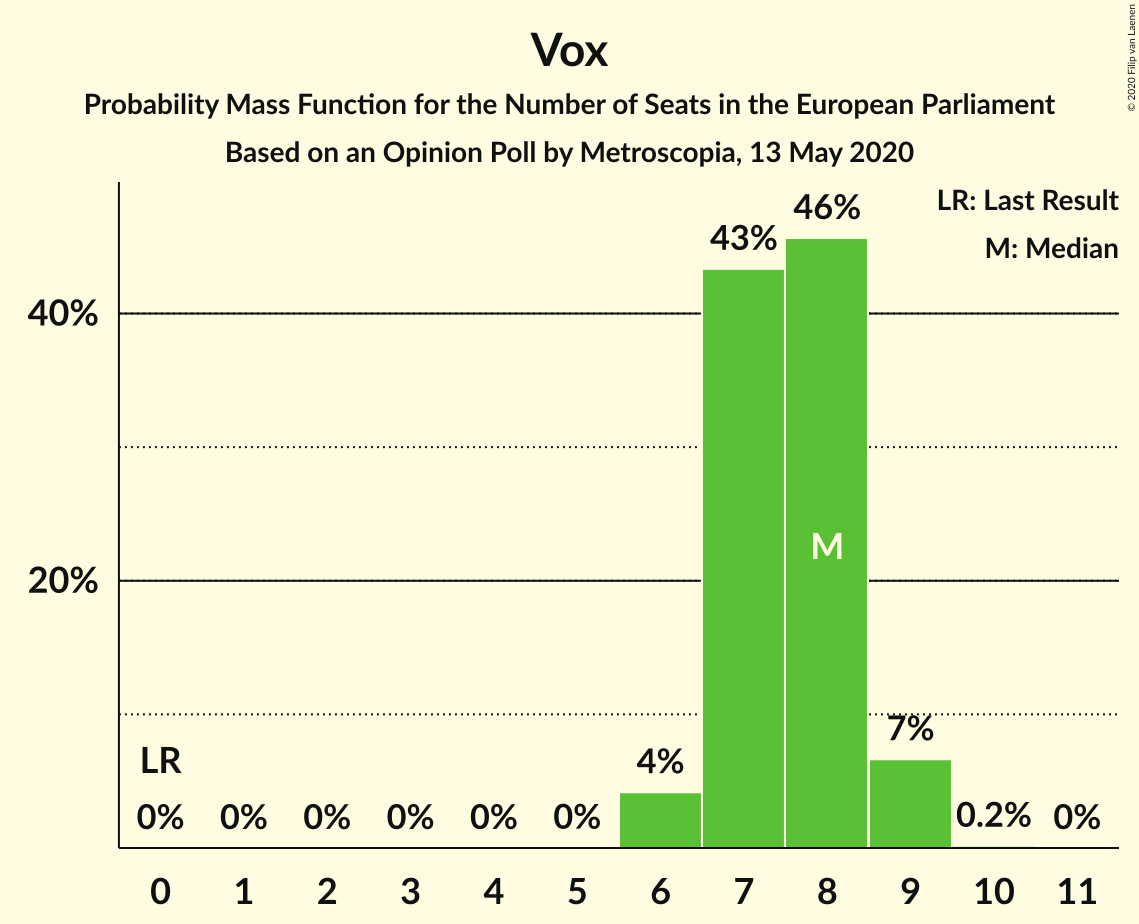 Vox
Probability Mass Function for the Number of Seats in the European Parliament
Based on an Opinion Poll by Metroscopia, 13 May 2020
© 2020 Filip van Laenen
LR: Last Result
M: Median
46%
43%
40%
M
20%
7%
LR
4%
0% 0% 0% 0% 0% 0% 0.2% 0%
0 1 2 3 4 5 6 7 8 9 10 11